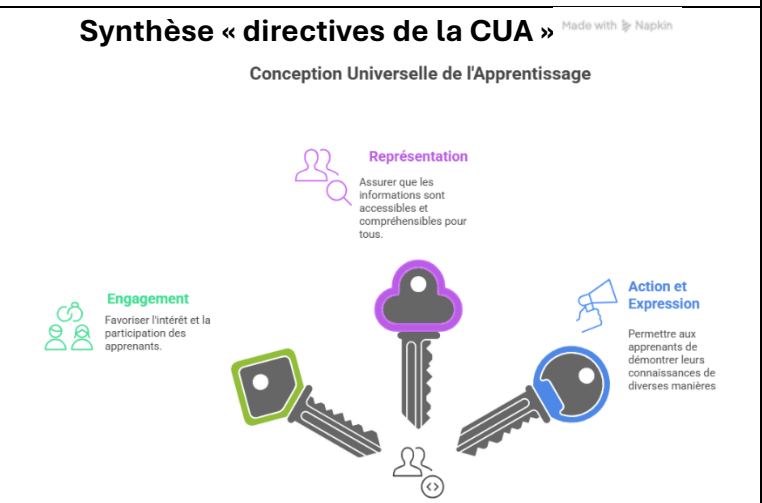 Synthèse « directives de la CUA »
Made with Napkin
Conception Universelle de l'Apprentissage
Représentation
Assurer que les
informations sont
accessibles et
compréhensibles pour
tous.
Engagement
Favoriser l'intérêt et la
participation des
apprenants.
Action et
Expression
Permettre aux
apprenants de
démontrer leurs
connaissances de
diverses manières